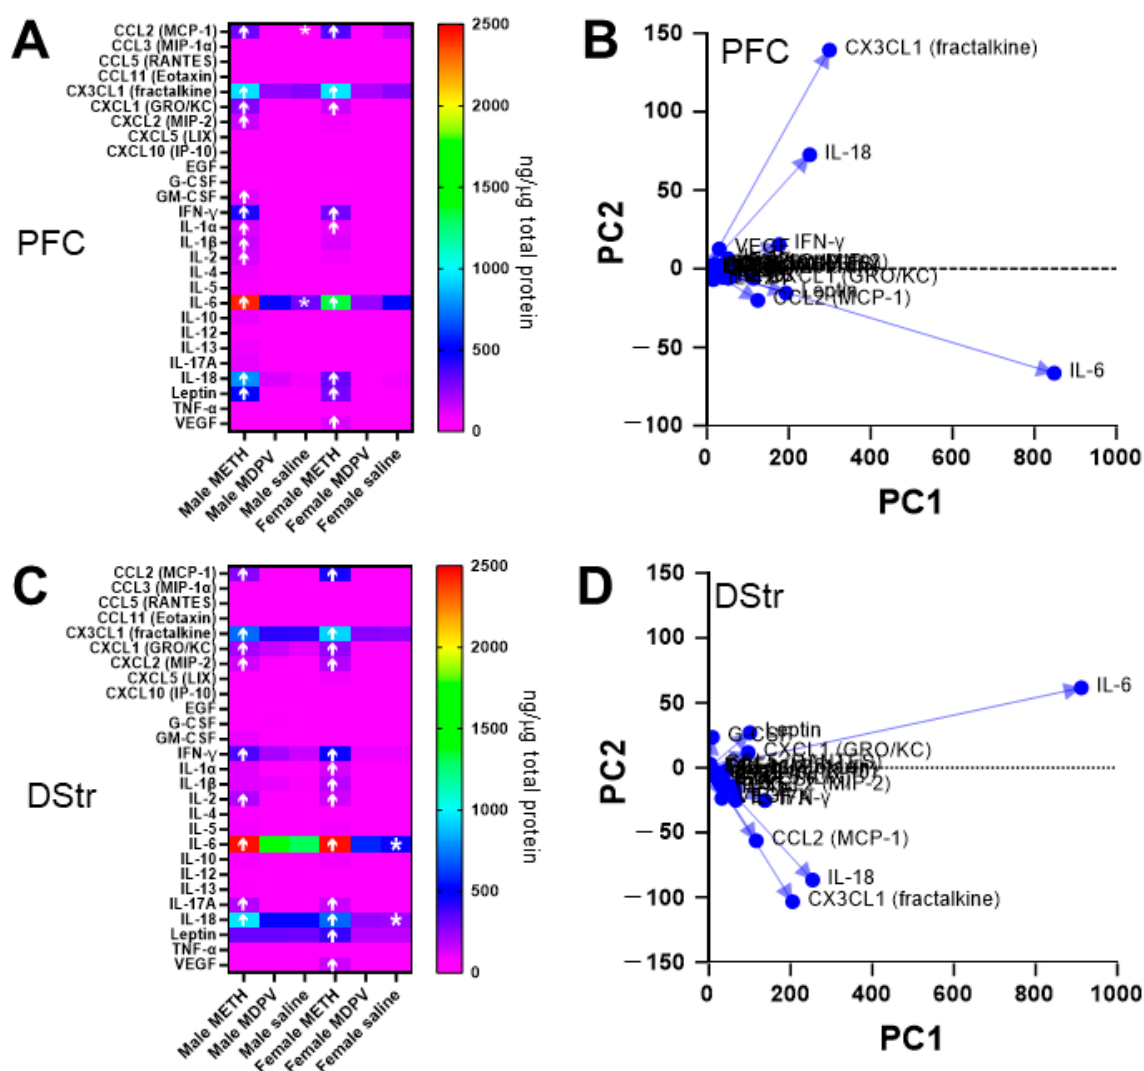 A
CCL2 (MCP-1)
CCL3 (MIP-1α)
CCL5 (RANTES)
CCL11 (Eotaxin)
CX3CL1 (fractalkine)
CXCL1 (GRO/KC)
CXCL2 (MIP-2)
CXCL5 (LIX)
CXCL10 (IP-10)
EGF
G-CSF
GM-CSF
IFN-γ
IL-1α
IL-1β
IL-2
IL-4
IL-5
IL-6
IL-10
IL-12
IL-13
IL-17A
IL-18
Leptin
TNF-α
VEGF
PFC
* 
*
Male METH
Male MDPV
Male saline
Female METH
Female MDPV
Female saline
2500
2000
1500
1000
500
0
ng/µg total protein
B
PFC
150
100
50
0
−50
−100
PC2
CX3CL1 (fractalkine)
IL-18
VEGF
IFN-γ
CXCL1 (GRO/KC)
Leptin
CCL2 (MCP-1)
IL-6
0
200
400
600
800
1000
PC1
C
CCL2 (MCP-1)
CCL3 (MIP-1α)
CCL5 (RANTES)
CCL11 (Eotaxin)
CX3CL1 (fractalkine)
CXCL1 (GRO/KC)
CXCL2 (MIP-2)
CXCL5 (LIX)
CXCL10 (IP-10)
EGF
G-CSF
GM-CSF
IFN-γ
IL-1α
IL-1β
IL-2
IL-4
IL-5
IL-6
IL-10
IL-12
IL-13
IL-17A
IL-18
Leptin
TNF-α
VEGF
DStr
*
*
Male METH
Male MDPV
Male saline
Female METH
Female MDPV
Female saline
2500
2000
1500
1000
500
0
ng/µg total protein
D
DStr
150
100
50
0
−50
−100
−150
PC2
IL-6
G-CSF
Leptin
CXCL1 (GRO/KC)
(MIP-2)
IFN-γ
CCL2 (MCP-1)
IL-18
CX3CL1 (fractalkine)
0
200
400
600
800
1000
PC1